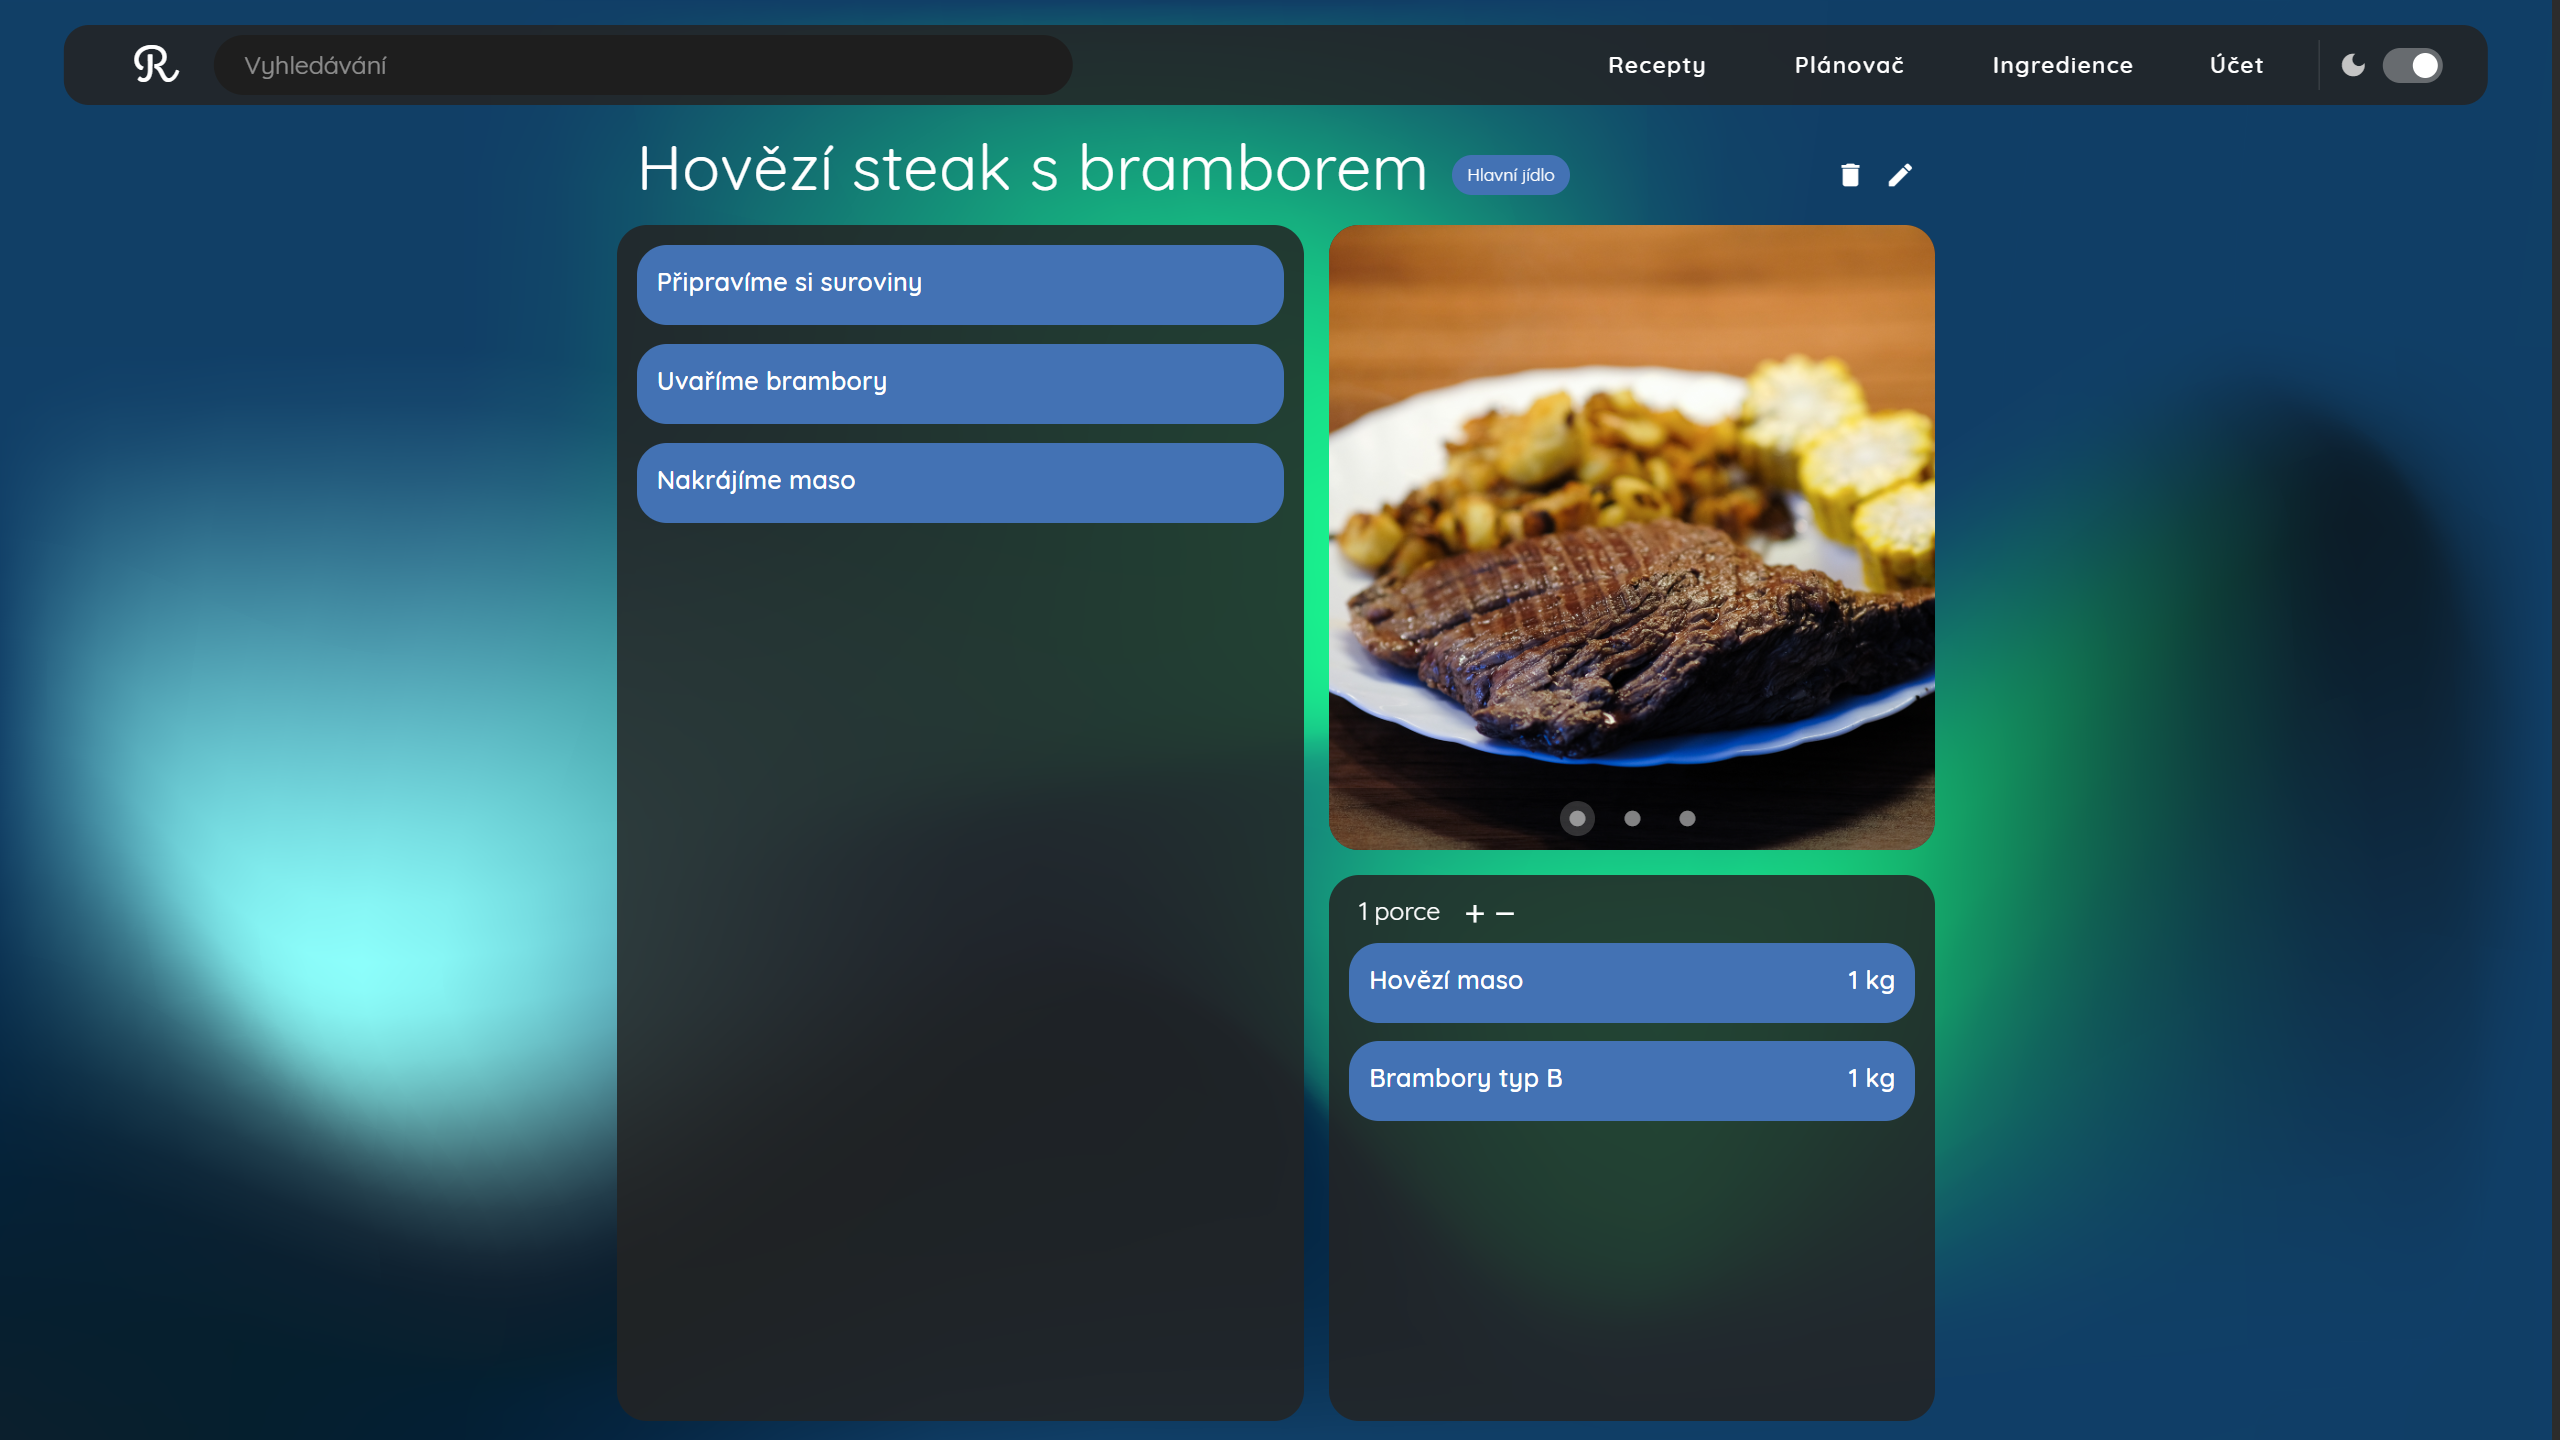 R
Vyhledávání
Recepty
Plánovač
Ingredience
Účet
Hovězí steak s bramborem
Hlavní jídlo
Připravíme si suroviny
Uvaříme brambory
Nakrájíme maso
1 porce + −
Hovězí maso 1 kg
Brambory typ B 1 kg